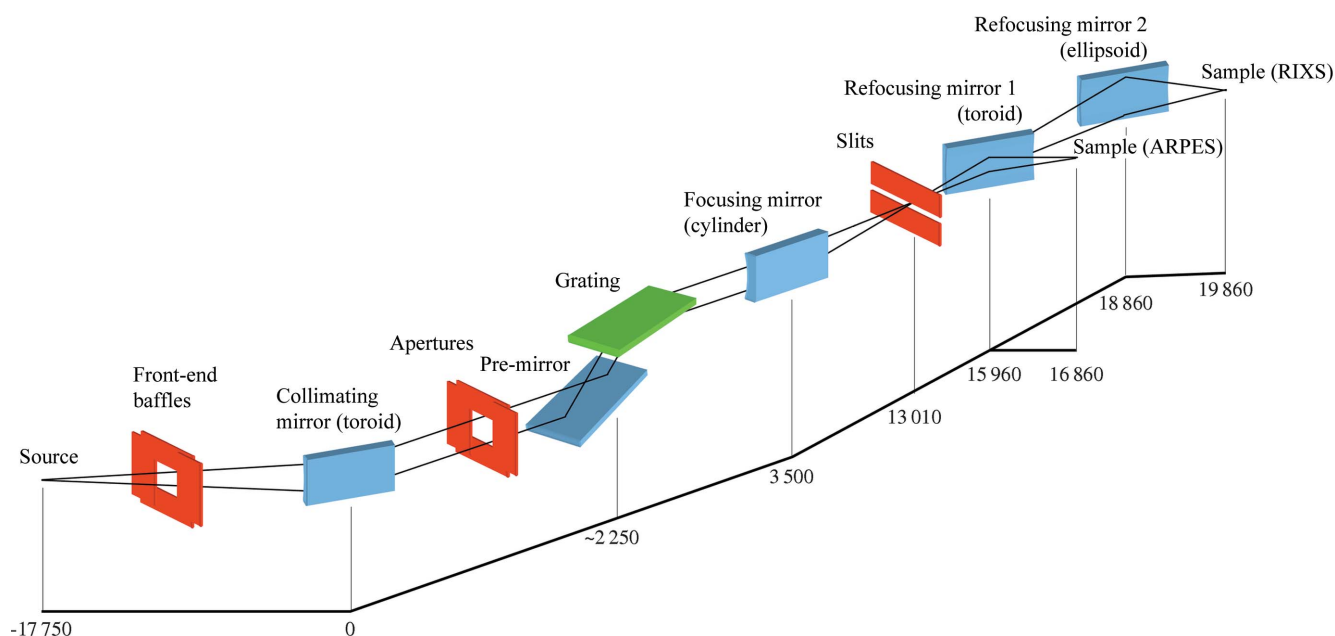 Refocusing mirror 2
(ellipsoid)
Sample (RIXS)
Refocusing mirror 1
(toroid)
Sample (ARPES)
Slits
Focusing mirror
(cylinder)
Grating
Apertures
Pre-mirror
Front-end
baffles
Collimating
mirror (toroid)
Source
-17 750
0
~2 250
3 500
13 010
15 960
16 860
18 860
19 860